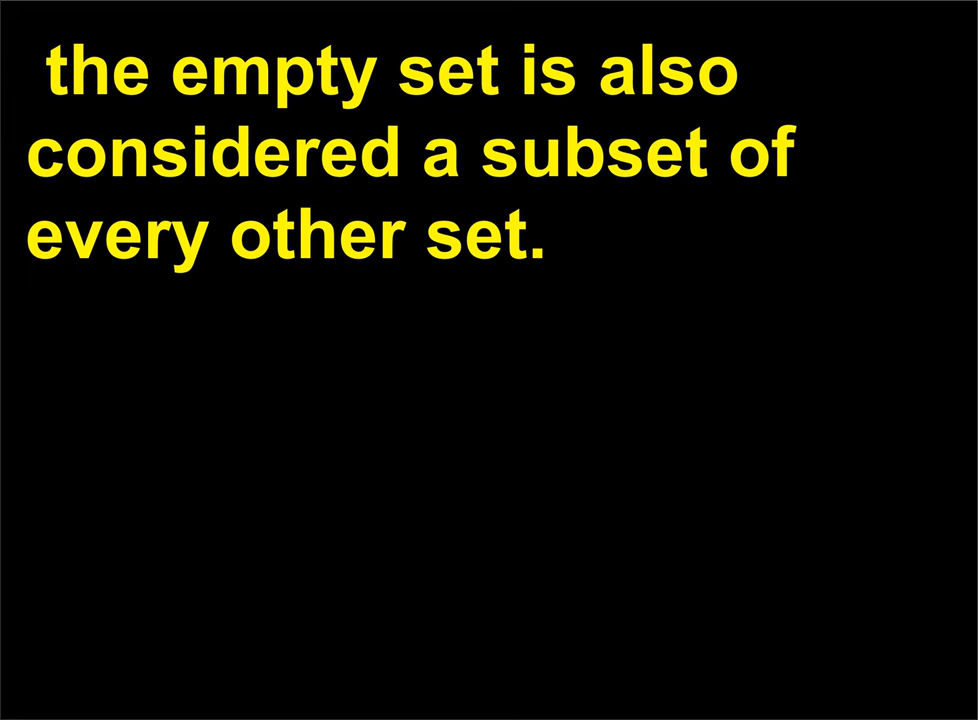 the empty set is also
considered a subset of
every other set.